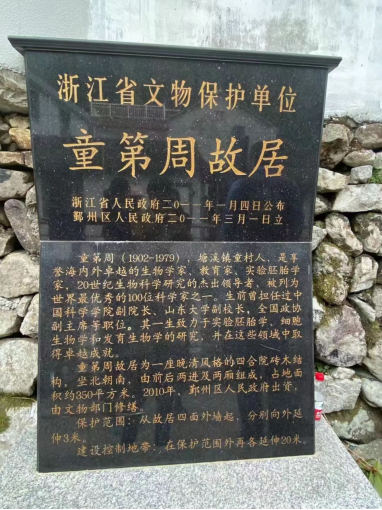 浙江省文物保护单位
童第周故居
浙江省人民政府二〇一一年一月四日公布
鄞州区人民政府二〇一一年三月一日立
童第周(1902-1979),塘溪镇童村人,是享
誉海内外卓越的生物学家、教育家、实验胚胎学
家,20世纪生物科学研究的杰出领导者,被列为
世界最优秀的100位科学家之一。生前曾担任过中
国科学学院副院长、山东大学副校长、全国政协
副主席等职位。其一生致力于实验胚胎学、细胞
生物学和发育生物学的研究,并在这些领域中取
得卓越成就。
童第周故居为一座晚清风格的四合院砖木结
构,坐北朝南,由前后两进及两厢组成,占地面
积约350平方米。2010年,鄞州区人民政府出资,
由文物部门修缮。
保护范围:从故居四面外墙起,分别向外延
伸3米。
建设控制地带:在保护范围外再各延伸20米。